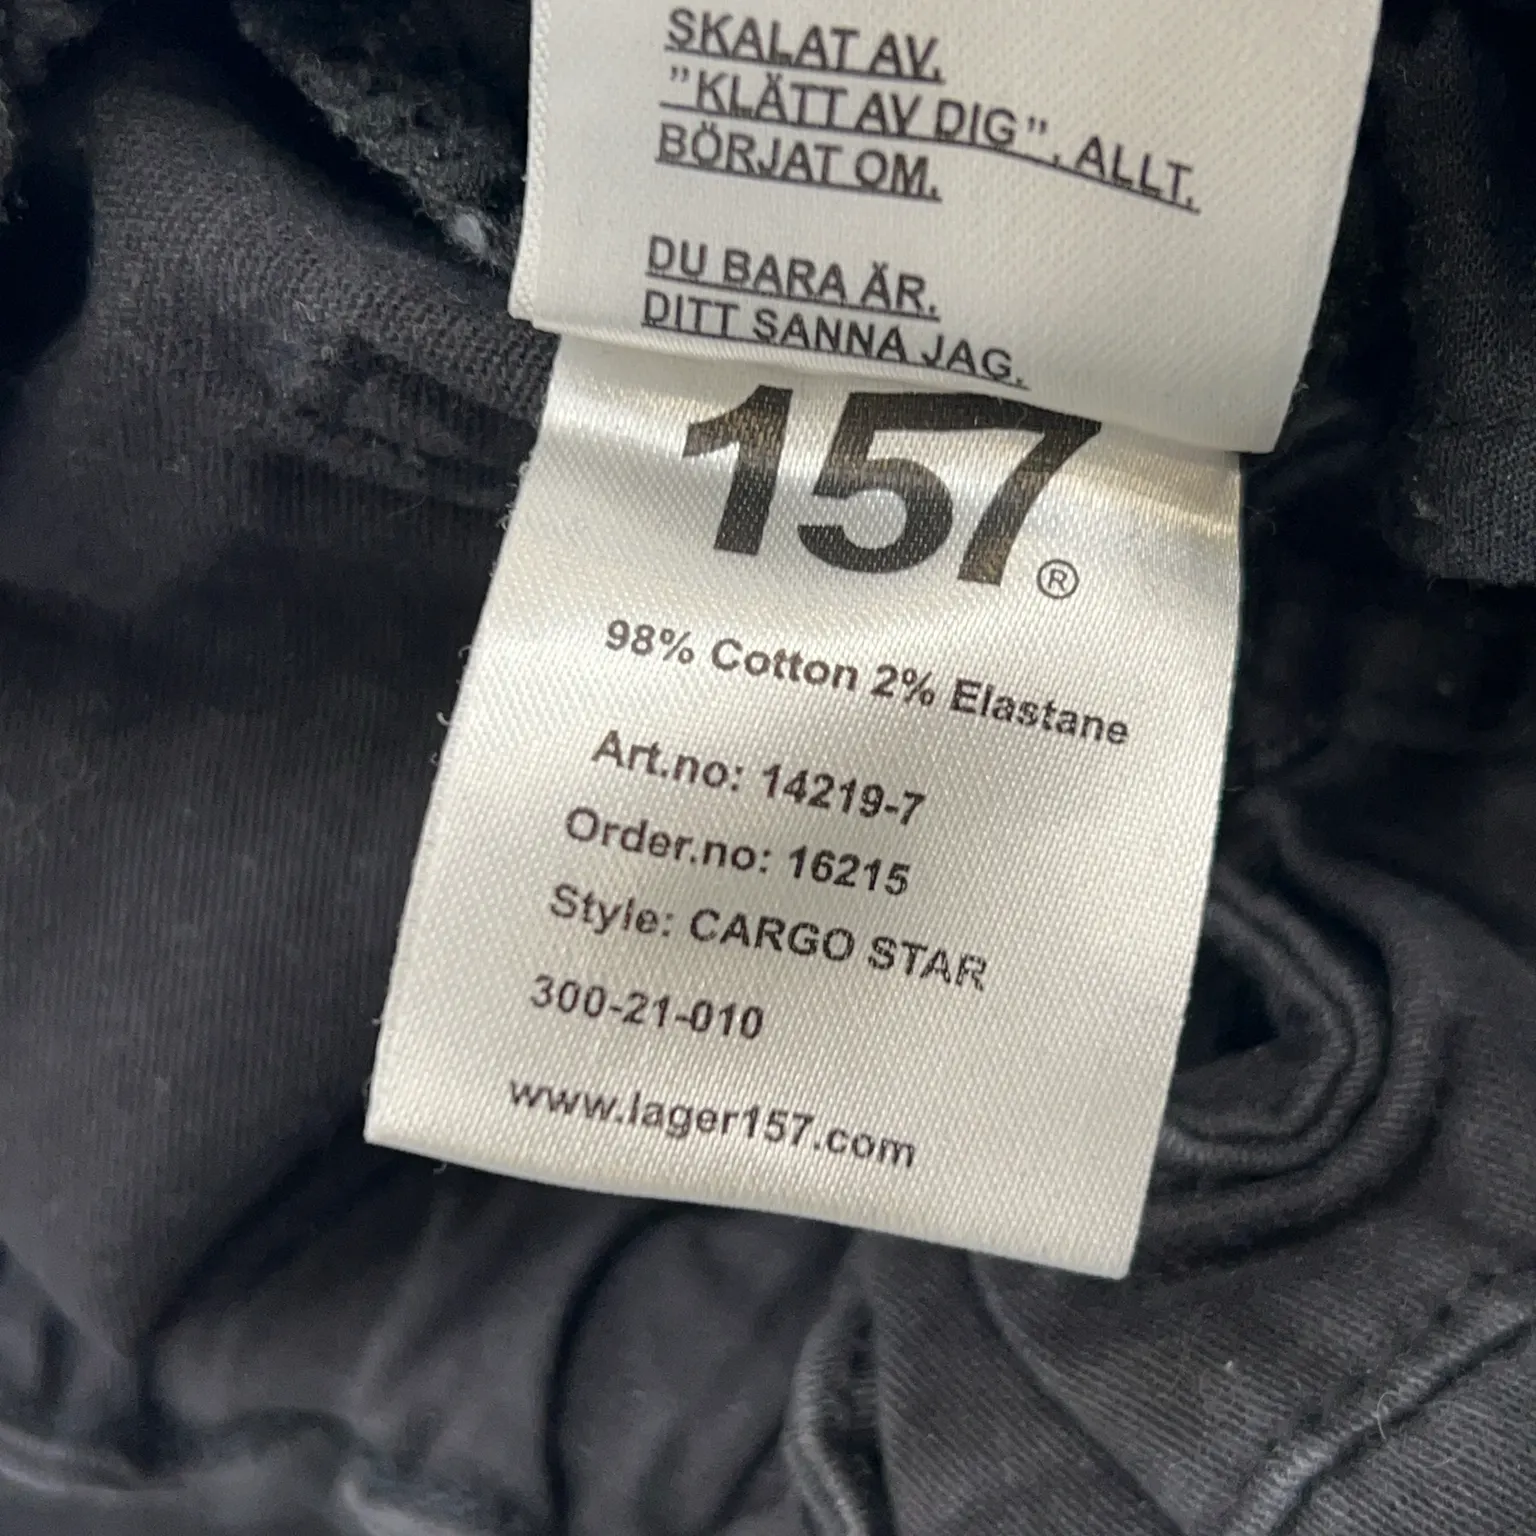 SKALAT AV.
"KLÄTT AV DIG", ALLT.
BÖRJAT OM.
DU BARA ÄR.
DITT SANNA JAG.
157®
98% Cotton 2% Elastane
Art.no: 14219-7
Order.no: 16215
Style: CARGO STAR
300-21-010
www.lager157.com